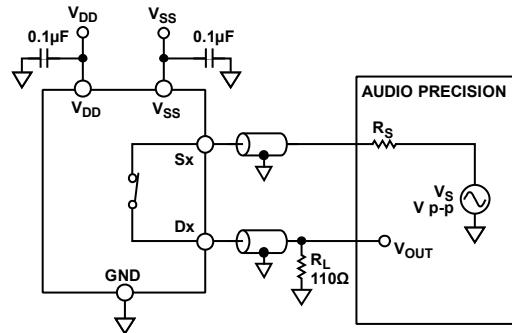 VDD
VSS
0.1µF
0.1µF
VDD
VSS
AUDIO PRECISION
RS
Sx
VS
V p-p
Dx
VOUT
RL
110Ω
GND